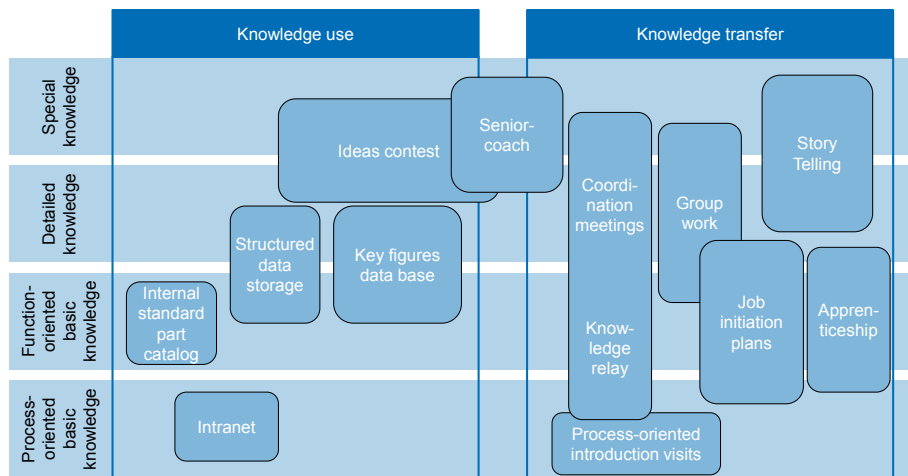 Knowledge use
Knowledge transfer
Special
knowledge
Detailed
knowledge
Function-
oriented
basic
knowledge
Process-
oriented
basic
knowledge
Ideas contest
Senior-
coach
Structured
data
storage
Key figures
data base
Internal
standard
part
catalog
Intranet
Coordi-
nation
meetings
Know-
ledge
relay
Group
work
Story
Telling
Job
initiation
plans
Appren-
ticeship
Process-oriented
introduction visits